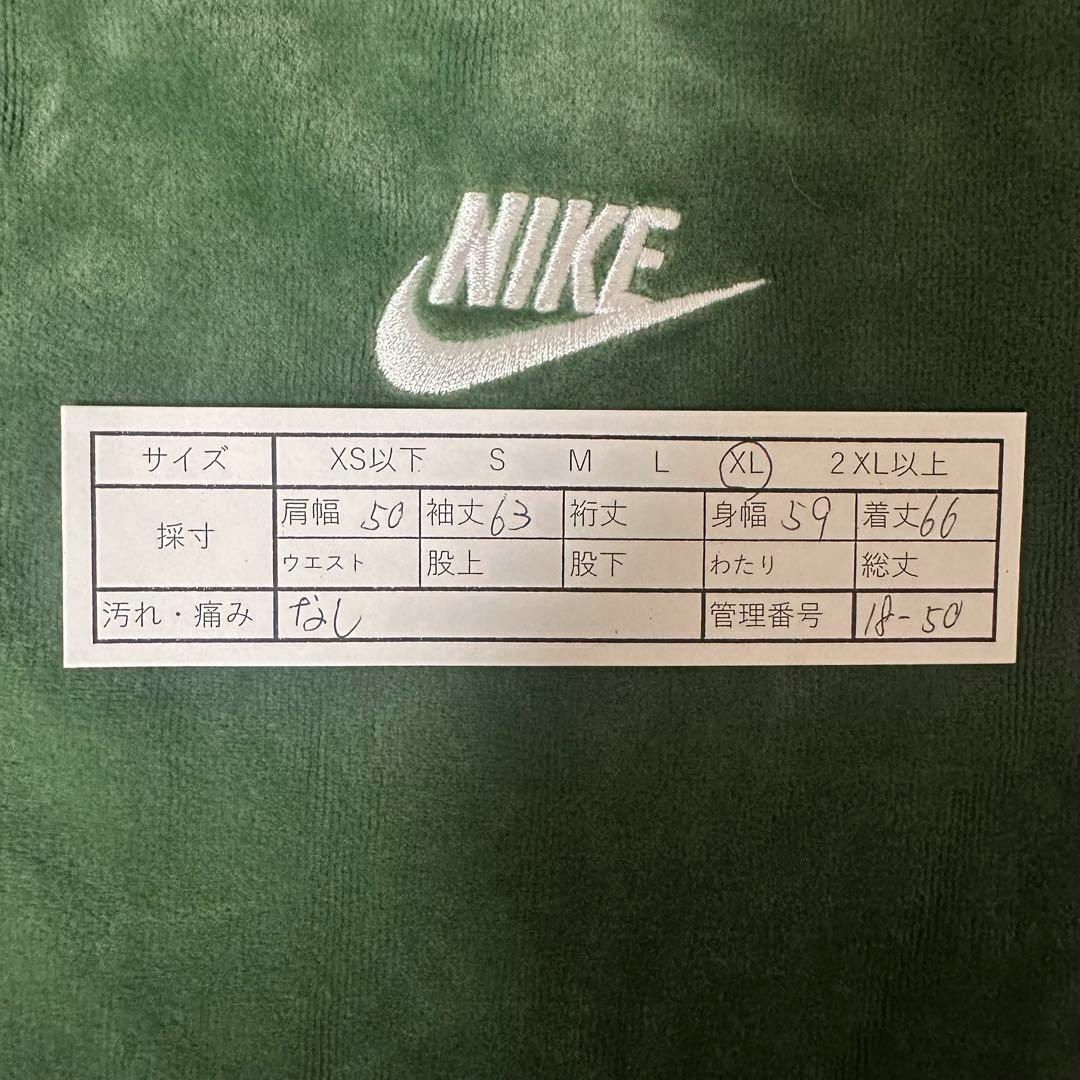 NIKE
サイズ XS以下 S M L XL 2XL以上
採寸 肩幅 50 袖丈 63 裄丈 身幅 59 着丈 66
ウエスト 股上 股下 わたり 総丈
汚れ・痛み なし 管理番号 18-50